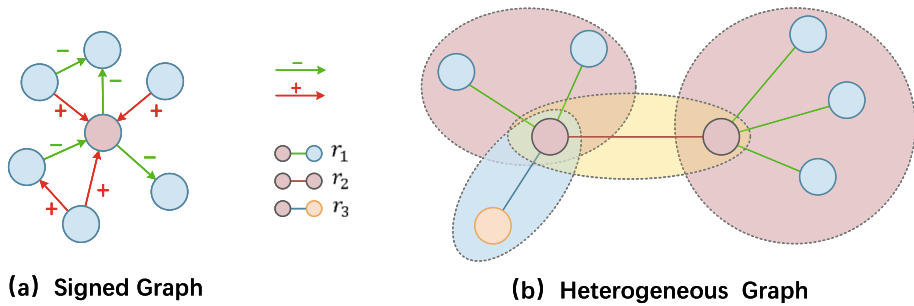 −
−
+
+
−
−
+
+
−
+
r₁
r₂
r₃
(a) Signed Graph
(b) Heterogeneous Graph